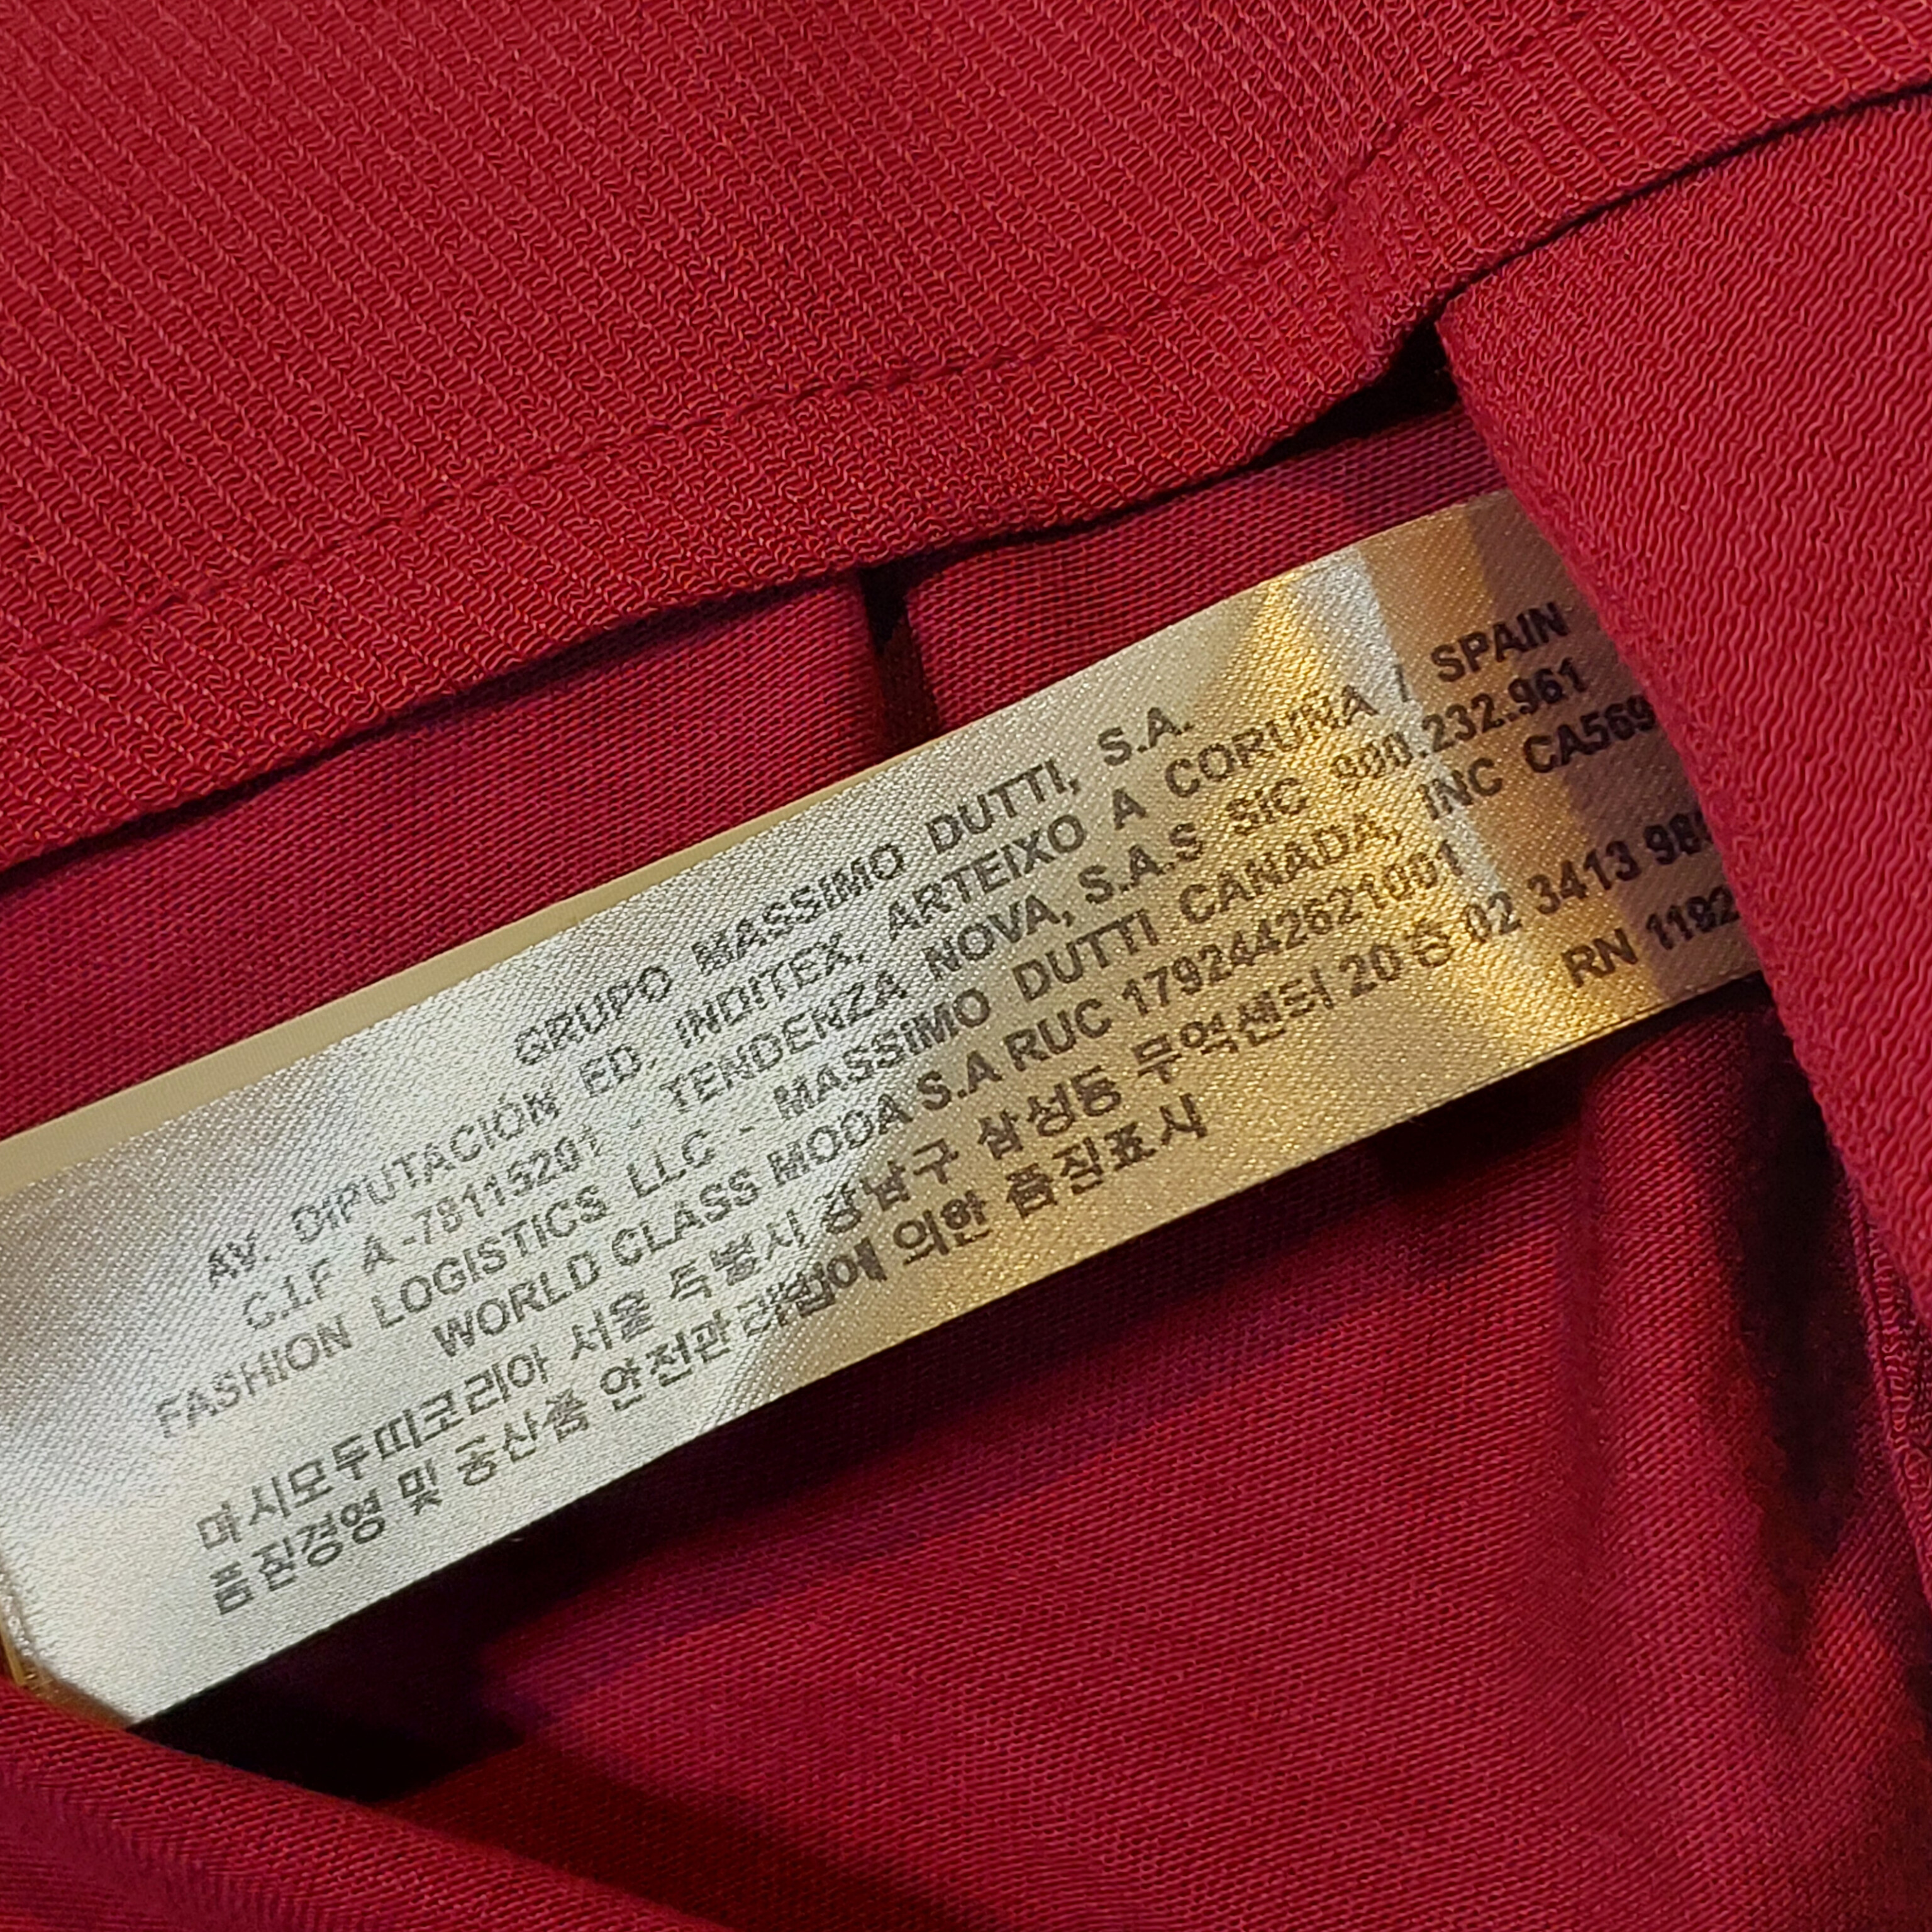 GRUPO MASSIMO DUTTI, S.A.
AV. DIPUTACION ED. INDITEX, ARTEIXO A CORUNA / SPAIN
C.I.F A-78115201 - TENDENZA NOVA, S.A.S SIC 900.232.961
FASHION LOGISTICS LLC - MASSIMO DUTTI CANADA, INC CA569
WORLD CLASS MODA S.A RUC 1792442621001
마시모두띠코리아 서울 특별시 강남구 삼성동 무역센터 20층 02 3413 980
품질경영 및 공산품 안전관리법에 의한 품질표시
RN 1192